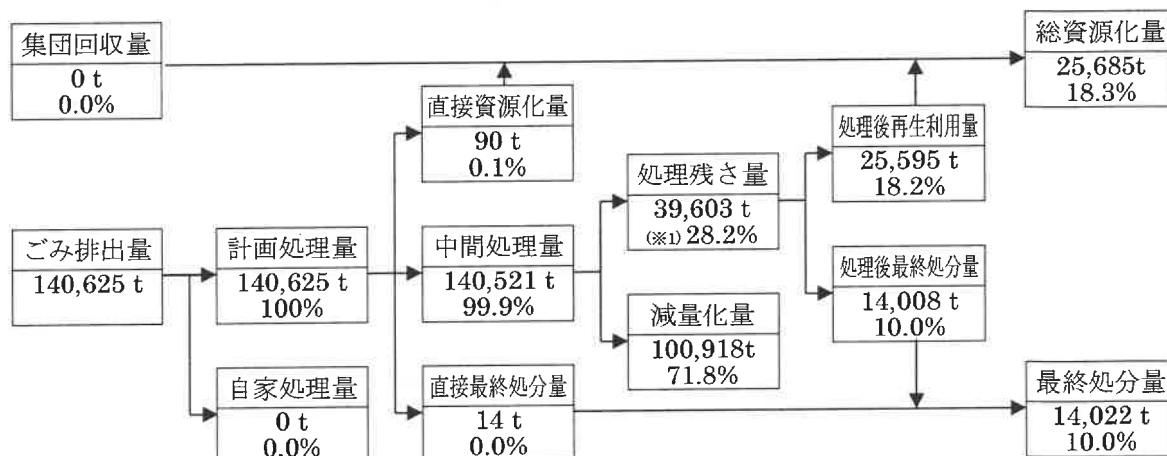 集団回収量
0 t
0.0%
総資源化量
25,685t
18.3%
直接資源化量
90 t
0.1%
処理後再生利用量
25,595 t
18.2%
処理残さ量
39,603 t
(※1) 28.2%
ごみ排出量
140,625 t
計画処理量
140,625 t
100%
中間処理量
140,521 t
99.9%
処理後最終処分量
14,008 t
10.0%
減量化量
100,918t
71.8%
自家処理量
0 t
0.0%
直接最終処分量
14 t
0.0%
最終処分量
14,022 t
10.0%